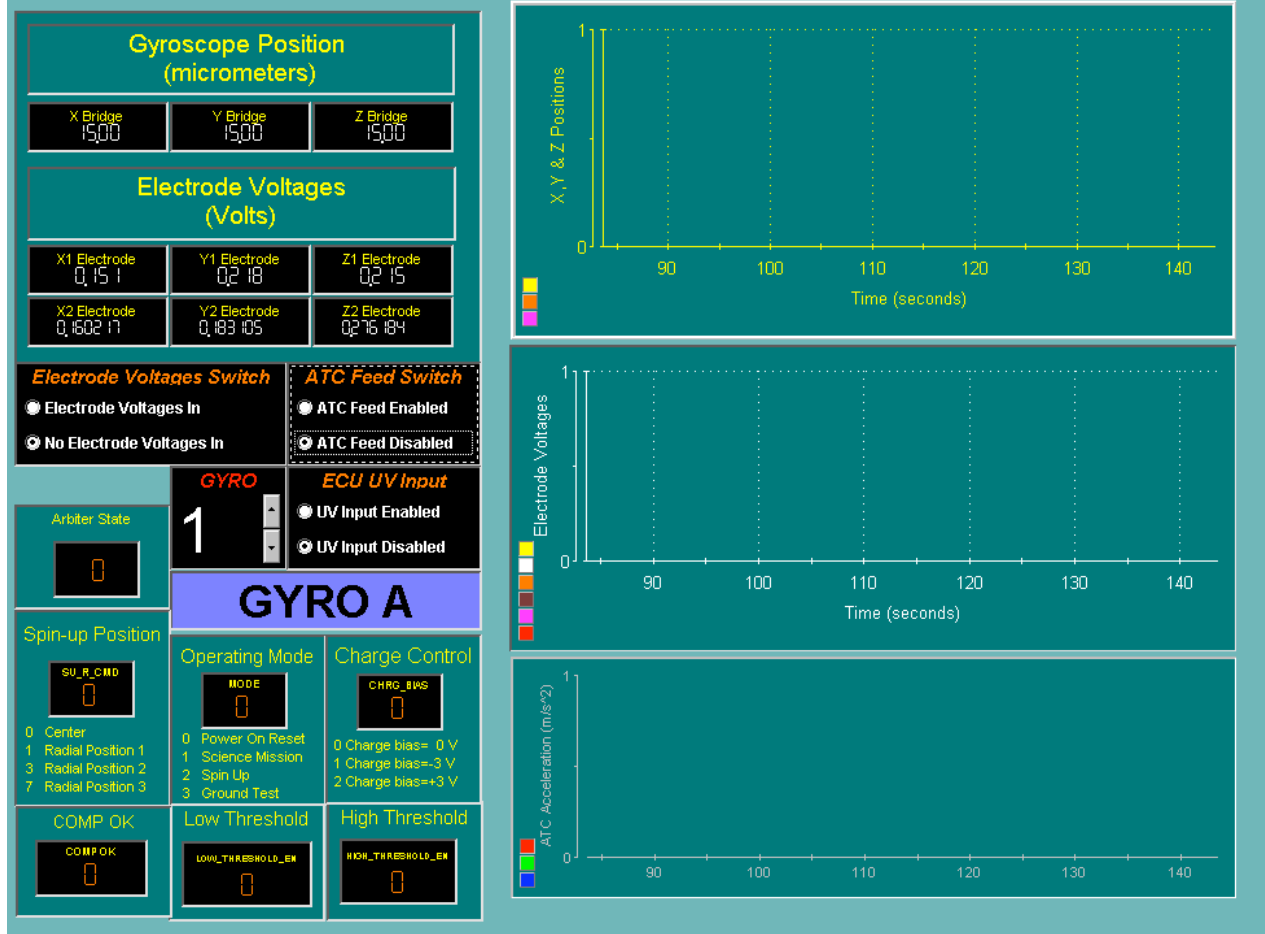 Gyroscope Position
(micrometers)
X Bridge
15.00
Y Bridge
15.00
Z Bridge
15.00
Electrode Voltages
(Volts)
X1 Electrode
0.151
Y1 Electrode
0.218
Z1 Electrode
0.215
X2 Electrode
0.160217
Y2 Electrode
0.183105
Z2 Electrode
0.276184
Electrode Voltages Switch
Electrode Voltages In
No Electrode Voltages In
ATC Feed Switch
ATC Feed Enabled
ATC Feed Disabled
GYRO
1
ECU UV Input
UV Input Enabled
UV Input Disabled
Arbiter State
0
GYRO A
Spin-up Position
SU_R_CMD
0
0 Center
1 Radial Position 1
3 Radial Position 2
7 Radial Position 3
Operating Mode
MODE
0
0 Power On Reset
1 Science Mission
2 Spin Up
3 Ground Test
Charge Control
CHRG_BIAS
0
0 Charge bias= 0 V
1 Charge bias=-3 V
2 Charge bias=+3 V
COMP OK
COMP OK
0
Low Threshold
LOW_THRESHOLD_EN
0
High Threshold
HIGH_THRESHOLD_EN
0
X,Y & Z Positions
1
0
90 100 110 120 130 140
Time (seconds)
Electrode Voltages
1
0
90 100 110 120 130 140
Time (seconds)
ATC Acceleration (m/s^2)
1
0
90 100 110 120 130 140